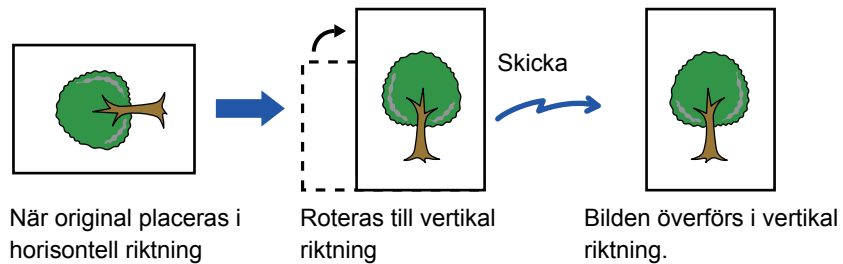 Skicka
När original placeras i
horisontell riktning
Roteras till vertikal
riktning
Bilden överförs i vertikal
riktning.